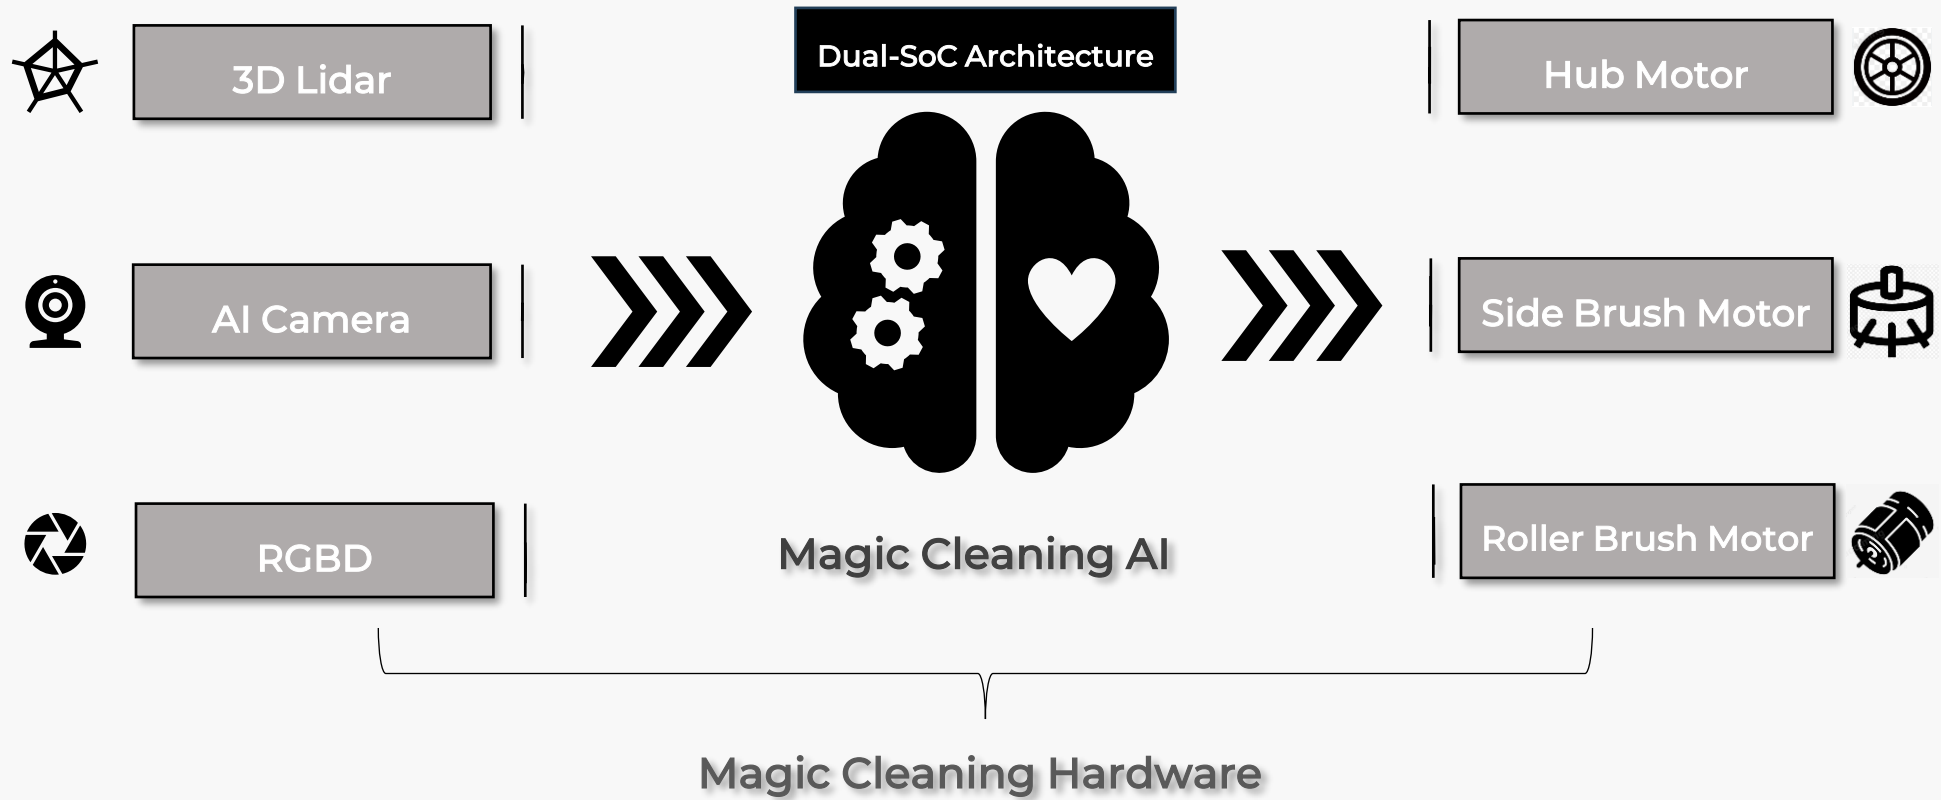 3D Lidar
Dual-SoC Architecture
Hub Motor
AI Camera
Side Brush Motor
RGBD
Magic Cleaning AI
Roller Brush Motor
Magic Cleaning Hardware